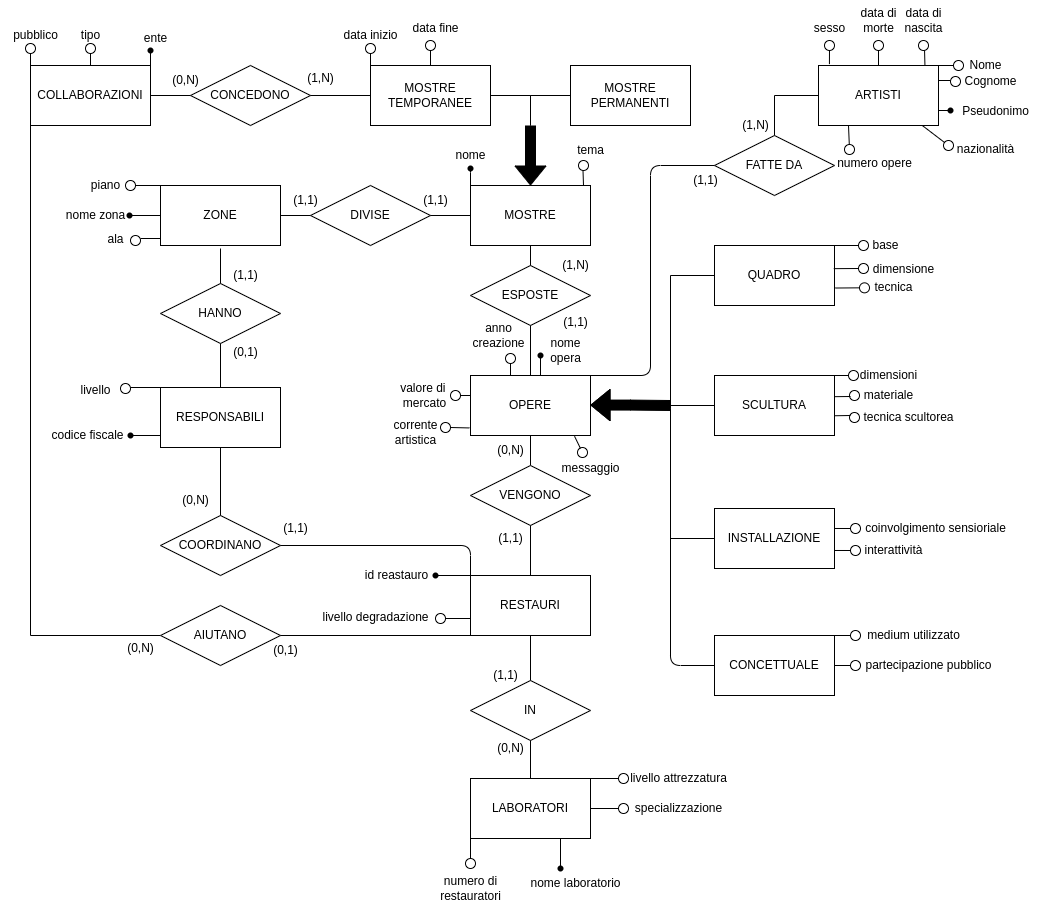 pubblico
tipo
ente
COLLABORAZIONI
(0,N)
CONCEDONO
(1,N)
data inizio
data fine
MOSTRE
TEMPORANEE
MOSTRE
PERMANENTI
sesso
data di
morte
data di
nascita
Nome
Cognome
ARTISTI
Pseudonimo
nazionalità
numero opere
(1,N)
FATTE DA
(1,1)
nome
tema
MOSTRE
piano
nome zona
ala
ZONE
(1,1)
DIVISE
(1,1)
(1,N)
ESPOSTE
(1,1)
(1,1)
HANNO
(0,1)
QUADRO
base
dimensione
tecnica
anno
creazione
nome
opera
valore di
mercato
OPERE
corrente
artistica
messaggio
livello
RESPONSABILI
codice fiscale
SCULTURA
dimensioni
materiale
tecnica scultorea
(0,N)
VENGONO
(1,1)
(0,N)
COORDINANO
(1,1)
INSTALLAZIONE
coinvolgimento sensioriale
interattività
id reastauro
livello degradazione
RESTAURI
(0,N)
AIUTANO
(0,1)
CONCETTUALE
medium utilizzato
partecipazione pubblico
(1,1)
IN
(0,N)
LABORATORI
livello attrezzatura
specializzazione
numero di
restauratori
nome laboratorio